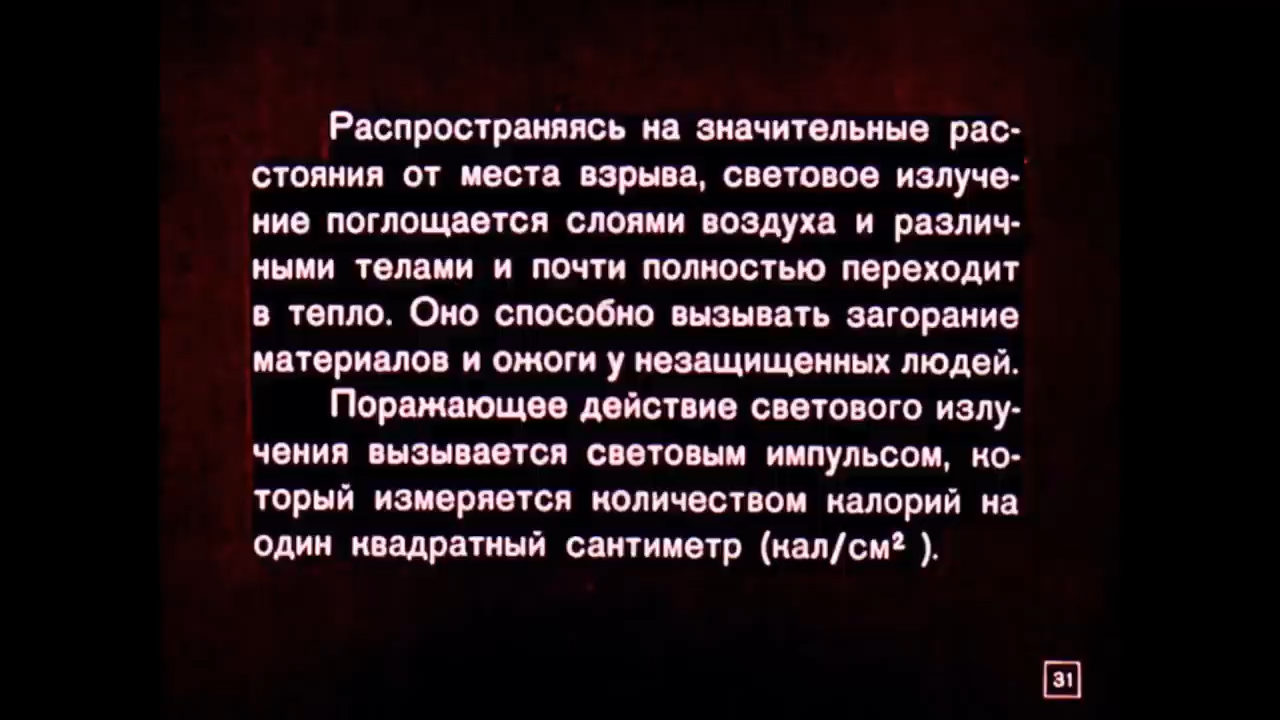 Распространяясь на значительные рас-
стояния от места взрыва, световое излуче-
ние поглощается слоями воздуха и различ-
ными телами и почти полностью переходит
в тепло. Оно способно вызывать загорание
материалов и ожоги у незащищенных людей.
Поражающее действие светового излу-
чения вызывается световым импульсом, ко-
торый измеряется количеством калорий на
один квадратный сантиметр (кал/см² ).
31